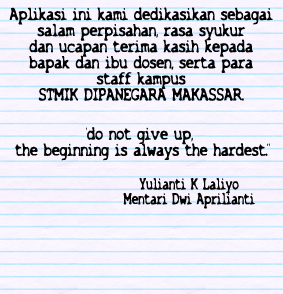 Aplikasi ini kami dedikasikan sebagai
salam perpisahan, rasa syukur
dan ucapan terima kasih kepada
bapak dan ibu dosen, serta para
staff kampus
STMIK DIPANEGARA MAKASSAR.
"do not give up,
the beginning is always the hardest."
Yulianti K Laliyo
Mentari Dwi Aprilianti